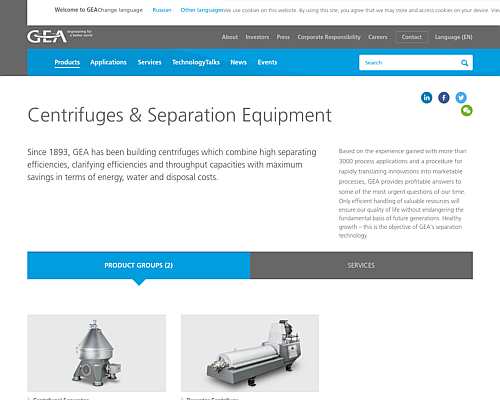 Welcome to GEA Change language Russian Other languages We use cookies on this website. By using this site, you agree that we may store and access cookies on your device.
GEA engineering for a better world
About Investors Press Corporate Responsibility Careers Contact Language (EN)
Products Applications Services TechnologyTalks News Events Search
Centrifuges & Separation Equipment
Since 1893, GEA has been building centrifuges which combine high separating
efficiencies, clarifying efficiencies and throughput capacities with maximum
savings in terms of energy, water and disposal costs.
Based on the experience gained with more than
3000 process applications and a procedure for
rapidly translating innovations into marketable
processes, GEA provides profitable answers to
some of the most urgent questions of our time.
Only efficient handling of valuable resources will
ensure our quality of life without endangering the
fundamental basis of future generations. Healthy
growth – this is the objective of GEA's separation
technology.
PRODUCT GROUPS (2) SERVICES